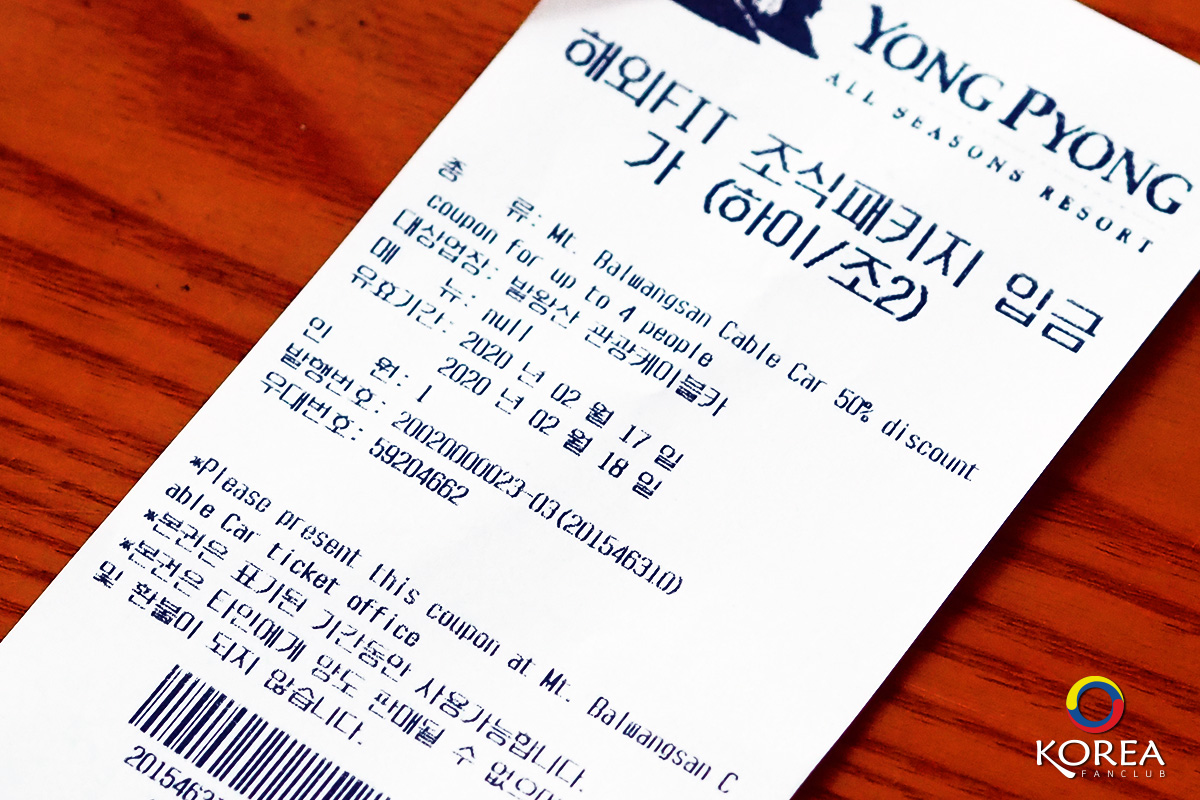 YONG PYONG
ALL SEASONS RESORT
해외FIT 조식패키지 입금
가 (하미/조2)
종 류: Mt. Balwangsan Cable Car 50% discount
coupon for up to 4 people
대상업장: 발왕산 관광케이블카
메 뉴: null
유효기간: 2020 년 02 월 17 일
2020 년 02 월 18 일
인 원: 1
발행번호: 20020000023-03(201546310)
우대번호: 59204662
*Please present this coupon at Mt. Balwangsan C
able Car ticket office
*본권은 표기된 기간동안 사용가능합니다.
*본권은 타인에게 양도 판매될 수 없으며
및 환불이 되지 않습니다.
KOREA
FANCLUB